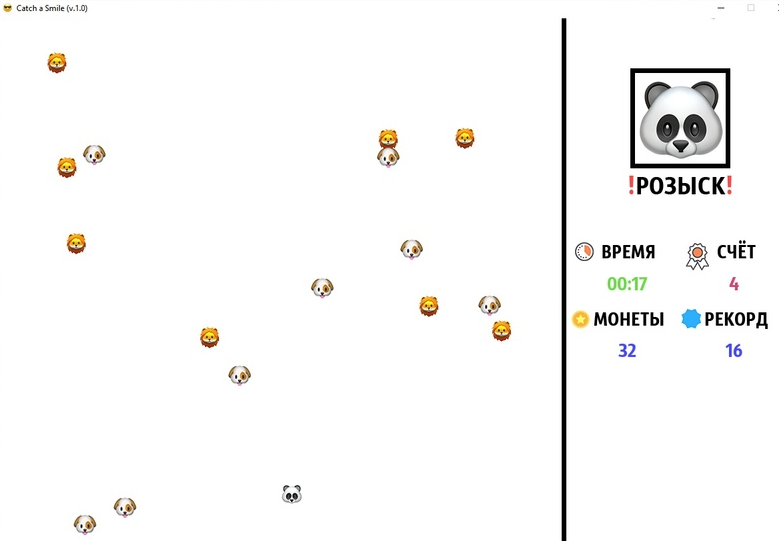 Catch a Smile (v.1.0)
!РОЗЫСК!
ВРЕМЯ
СЧЁТ
00:17
4
МОНЕТЫ
РЕКОРД
32
16